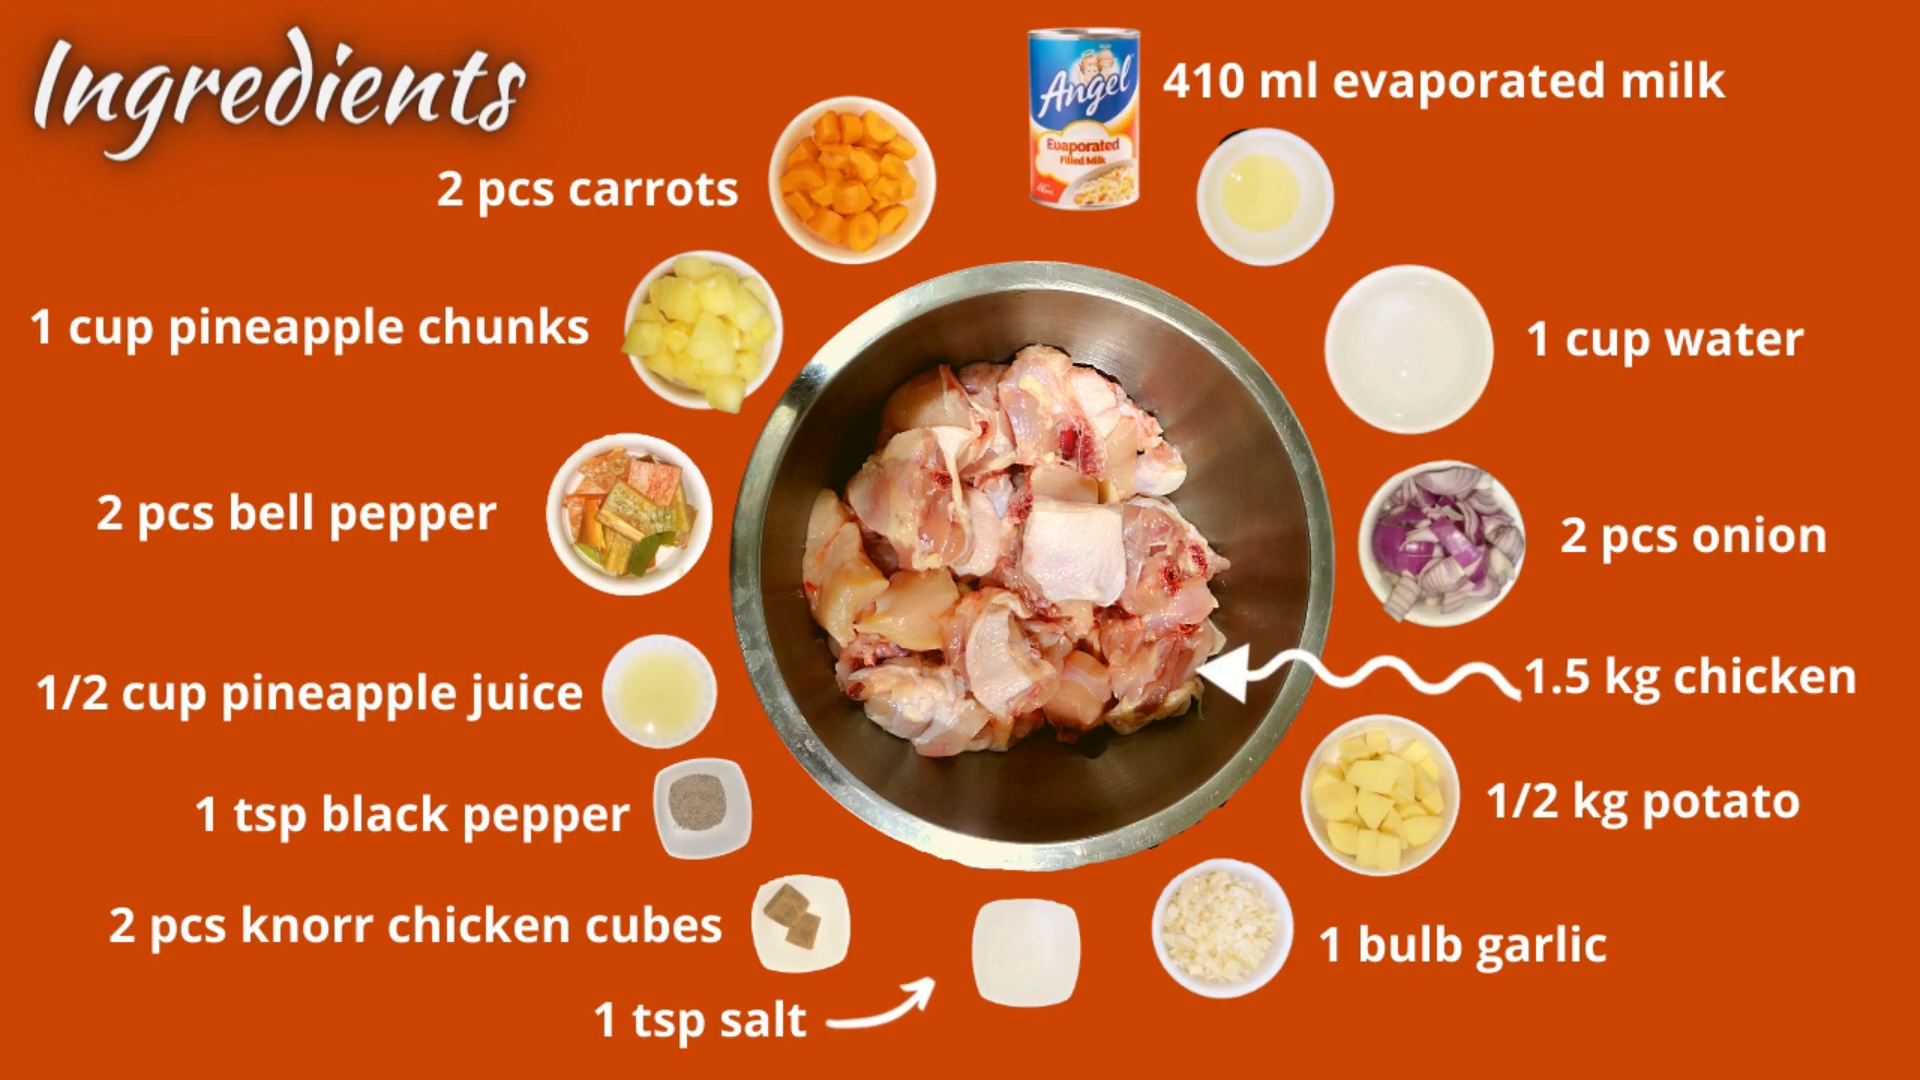 Ingredients
410 ml evaporated milk
Angel
Evaporated
Filled Milk
2 pcs carrots
1 cup pineapple chunks
1 cup water
2 pcs bell pepper
2 pcs onion
1.5 kg chicken
1/2 cup pineapple juice
1/2 kg potato
1 tsp black pepper
2 pcs knorr chicken cubes
1 bulb garlic
1 tsp salt